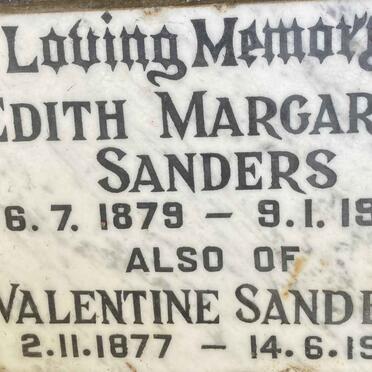 Loving Memory
EDITH MARGAR
SANDERS
6.7.1879 – 9.1.19
ALSO OF
VALENTINE SANDE
2.11.1877 – 14.6.19